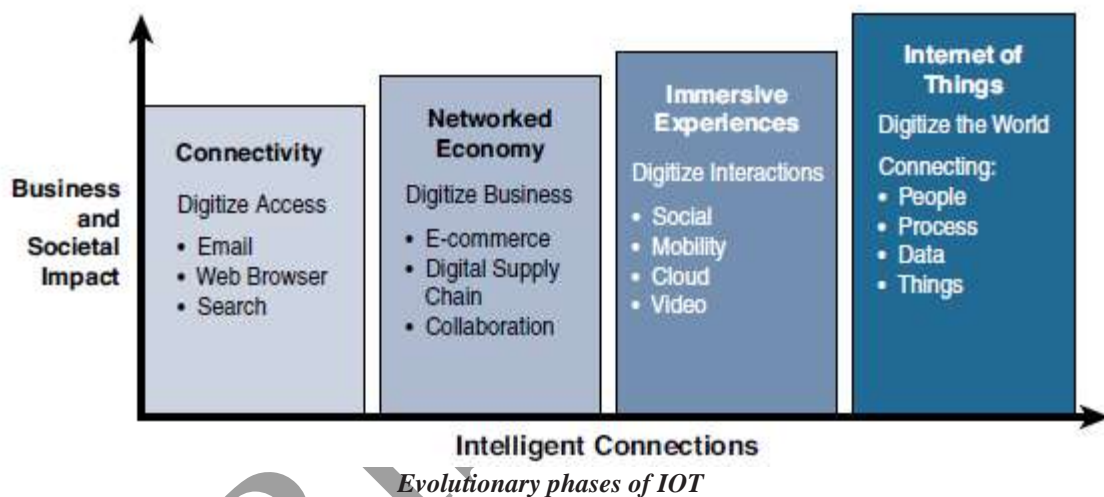 Business
and
Societal
Impact
Connectivity
Digitize Access
• Email
• Web Browser
• Search
Networked
Economy
Digitize Business
• E-commerce
• Digital Supply
Chain
• Collaboration
Immersive
Experiences
Digitize Interactions
• Social
• Mobility
• Cloud
• Video
Internet of
Things
Digitize the World
Connecting:
• People
• Process
• Data
• Things
Intelligent Connections
Evolutionary phases of IOT